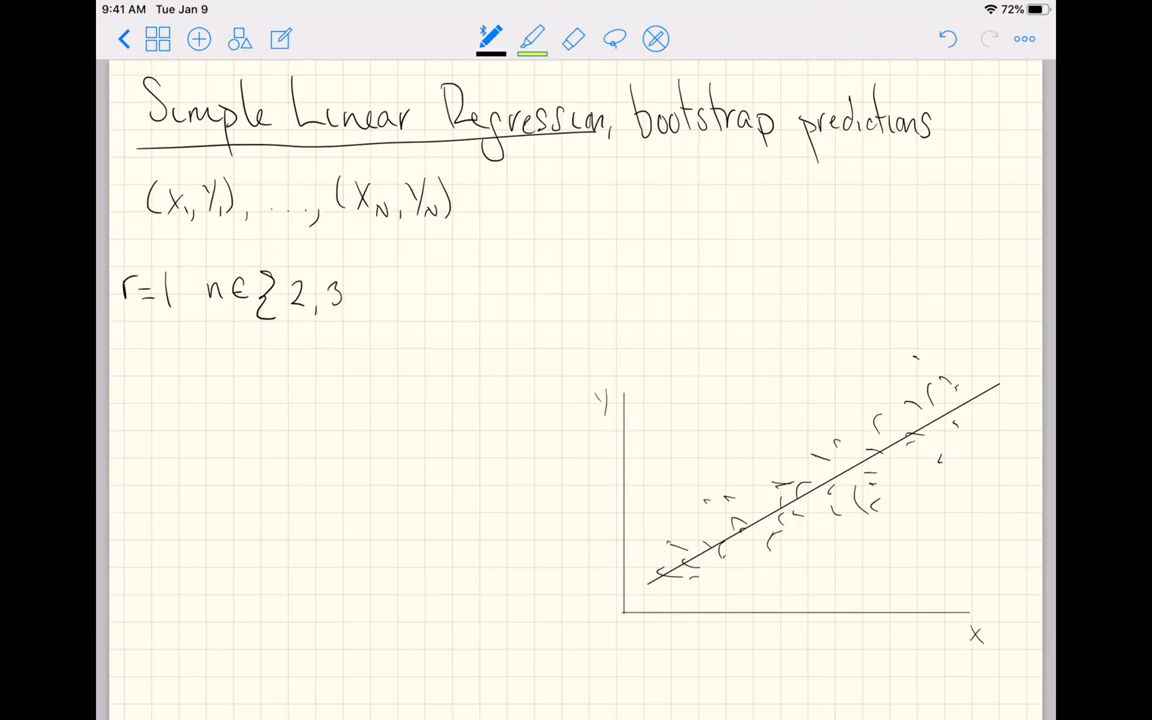 9:41 AM Tue Jan 9
72%
Simple Linear Regression, bootstrap predictions
(X₁, Y₁), ..., (X_N, Y_N)
r=1 n∈{ 2, 3
Y
X